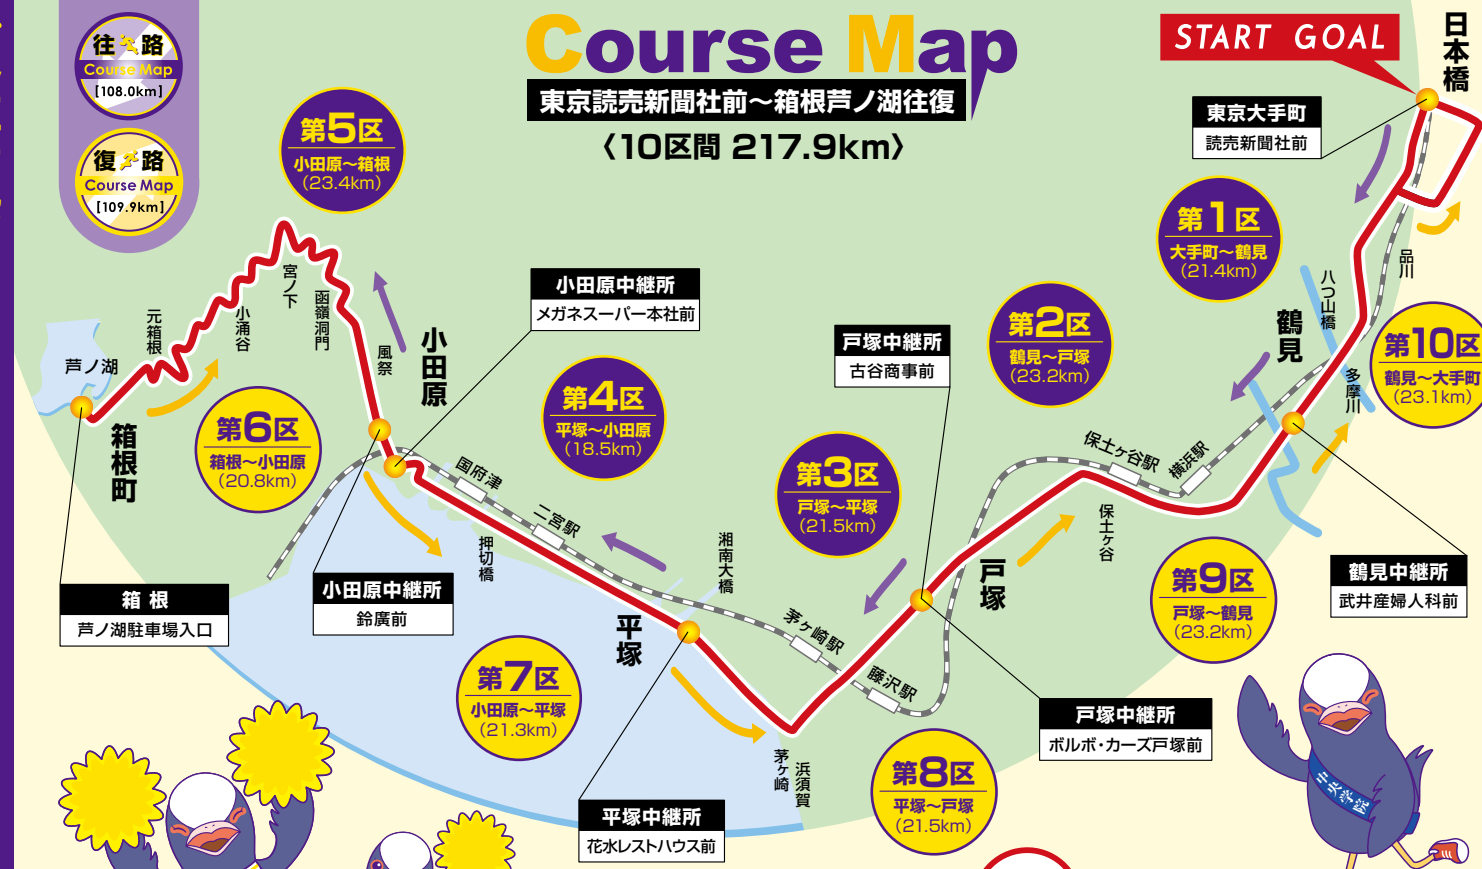 Course Map
東京読売新聞社前～箱根芦ノ湖往復
〈10区間 217.9km〉
往路
Course Map
[108.0km]
復路
Course Map
[109.9km]
START GOAL
日本橋
東京大手町
読売新聞社前
第1区
大手町～鶴見
(21.4km)
第2区
鶴見～戸塚
(23.2km)
第3区
戸塚～平塚
(21.5km)
第4区
平塚～小田原
(18.5km)
第5区
小田原～箱根
(23.4km)
第6区
箱根～小田原
(20.8km)
第7区
小田原～平塚
(21.3km)
第8区
平塚～戸塚
(21.5km)
第9区
戸塚～鶴見
(23.2km)
第10区
鶴見～大手町
(23.1km)
品川
八つ山橋
鶴見
多摩川
鶴見中継所
武井産婦人科前
横浜駅
保土ヶ谷駅
保土ヶ谷
戸塚中継所
古谷商事前
戸塚
戸塚中継所
ボルボ・カーズ戸塚前
藤沢駅
茅ヶ崎駅
浜須賀
茅ヶ崎
湘南大橋
平塚
平塚中継所
花水レストハウス前
二宮駅
国府津
押切橋
小田原中継所
メガネスーパー本社前
小田原
小田原中継所
鈴廣前
風祭
函嶺洞門
宮ノ下
小涌谷
元箱根
芦ノ湖
箱根町
箱根
芦ノ湖駐車場入口
中央学院